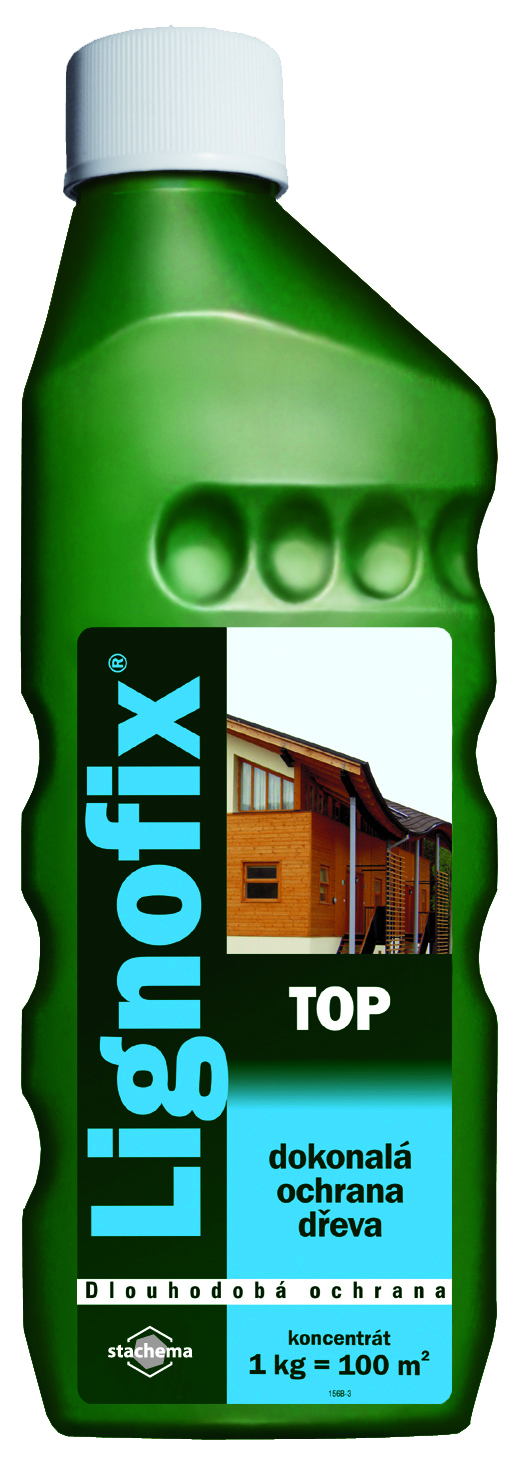 Lignofix®
TOP
dokonalá
ochrana
dřeva
Dlouhodobá ochrana
stachema
koncentrát
1 kg = 100 m²
156B-3